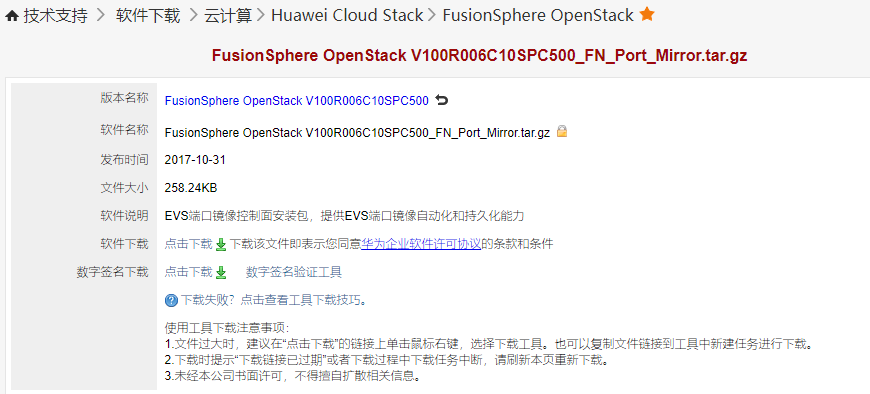 技术支持 > 软件下载 > 云计算 > Huawei Cloud Stack > FusionSphere OpenStack
FusionSphere OpenStack V100R006C10SPC500_FN_Port_Mirror.tar.gz
版本名称 FusionSphere OpenStack V100R006C10SPC500
软件名称 FusionSphere OpenStack V100R006C10SPC500_FN_Port_Mirror.tar.gz
发布时间 2017-10-31
文件大小 258.24KB
软件说明 EVS端口镜像控制面安装包，提供EVS端口镜像自动化和持久化能力
软件下载 点击下载 下载该文件即表示您同意华为企业软件许可协议的条款和条件
数字签名下载 点击下载 数字签名验证工具
下载失败？点击查看工具下载技巧。
使用工具下载注意事项：
1.文件过大时，建议在“点击下载”的链接上单击鼠标右键，选择下载工具。也可以复制文件链接到工具中新建任务进行下载。
2.下载时提示“下载链接已过期”或者下载过程中下载任务中断，请刷新本页重新下载。
3.未经本公司书面许可，不得擅自扩散相关信息。